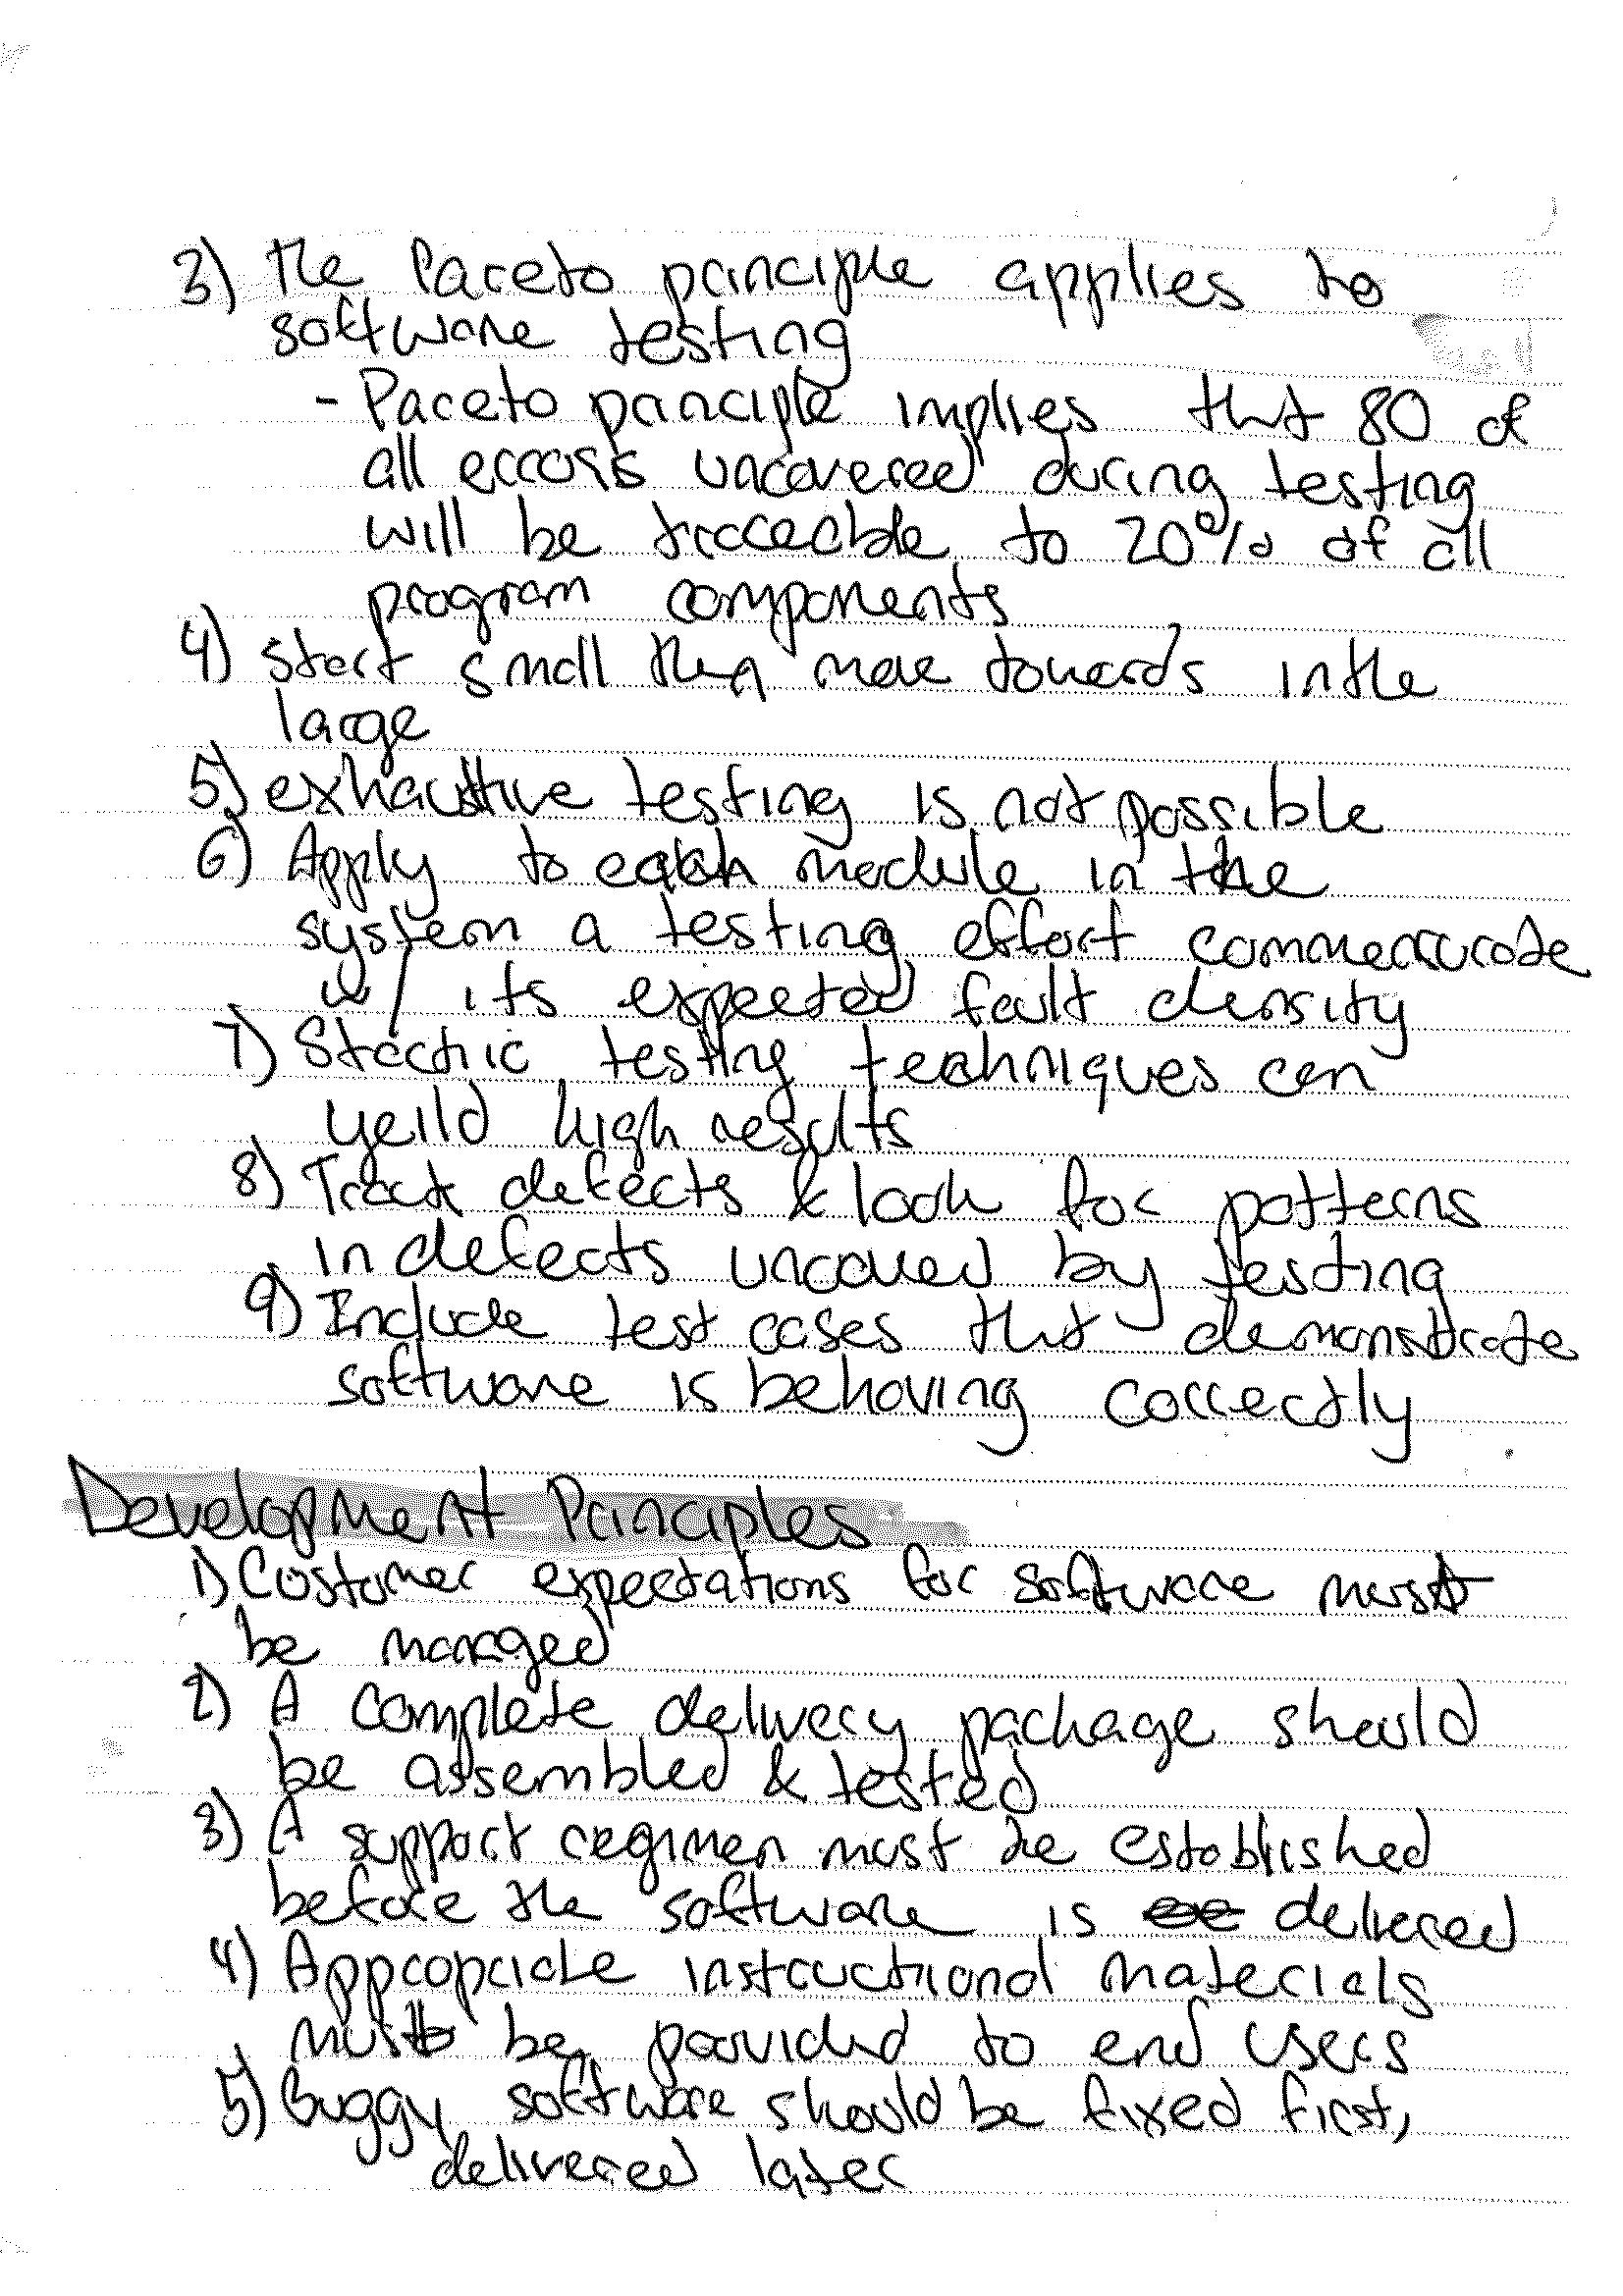 3) The Pareto principle applies to
software testing
- Pareto principle implies tht 80 of
all errors uncovered during testing
will be traceable to 20% of all
program components
4) Start small then move towards in the
large
5) exhaustive testing is not possible
6) Apply to each module in the
system a testing effort commensurate
w/ its expected fault density
7) Static testing techniques can
yeild high results
8) Track defects & look for patterns
in defects uncovered by testing
9) Include test cases tht demonstrate
software is behaving correctly
Development Principles
1) Customer expectations for software must
be managed
2) A complete delivery package should
be assembled & tested
3) A support regimen must be established
before the software is delivered
4) Appropriate instructional materials
must be provided to end users
5) Buggy software should be fixed first,
delivered later